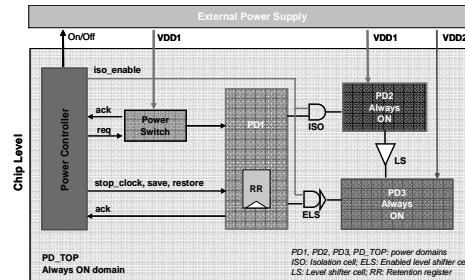 External Power Supply
On/Off
VDD1
VDD1
VDD2
iso_enable
ack
req
Power
Switch
PD1
ISO
PD2
Always
ON
LS
Chip Level
Power Controller
stop_clock, save, restore
ack
RR
ELS
PD3
Always
ON
PD_TOP
Always ON domain
PD1, PD2, PD3, PD_TOP: power domains
ISO: Isolation cell; ELS: Enabled level shifter ce
LS: Level shifter cell; RR: Retention register